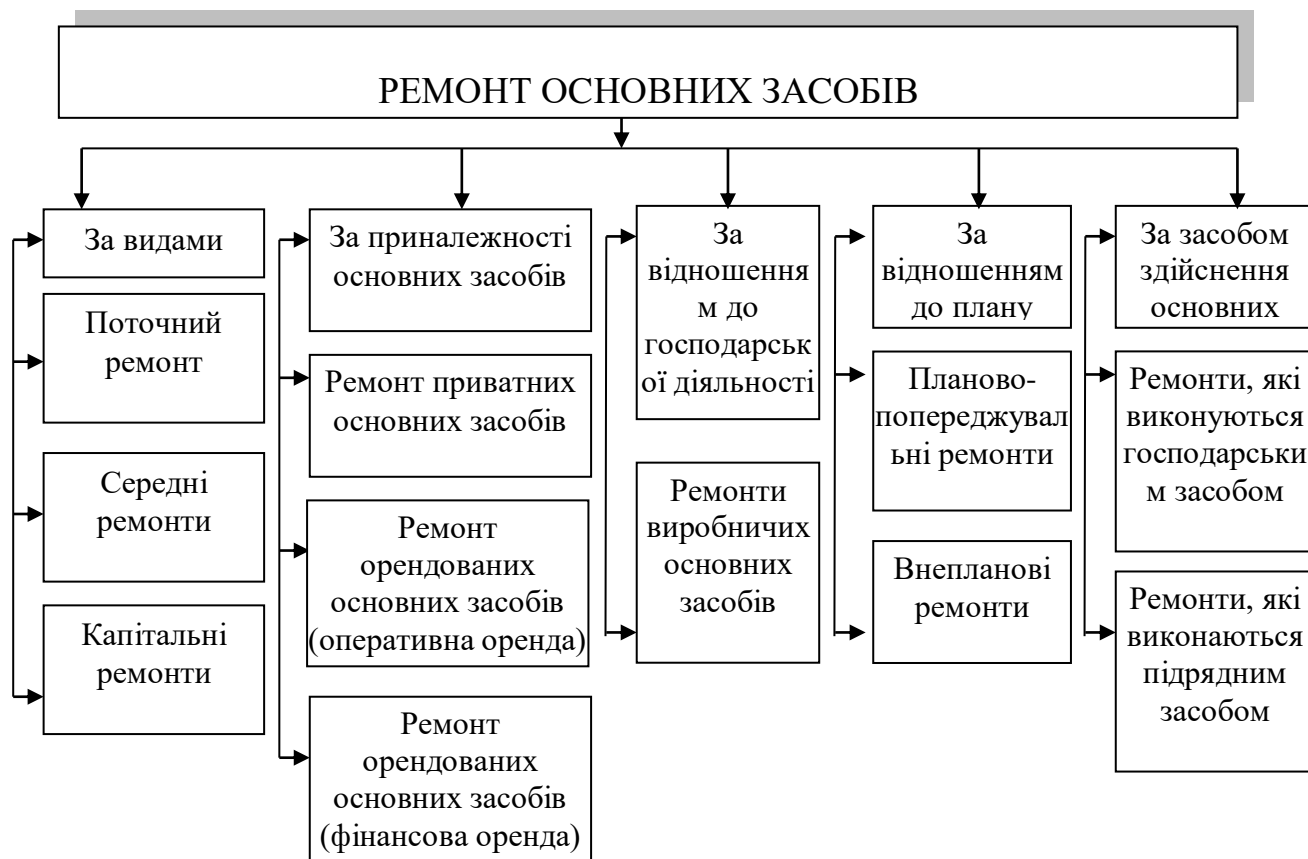 РЕМОНТ ОСНОВНИХ ЗАСОБІВ
За видами
Поточний
ремонт
Середні
ремонти
Капітальні
ремонти
За приналежності
основних засобів
Ремонт приватних
основних засобів
Ремонт
орендованих
основних засобів
(оперативна оренда)
Ремонт
орендованих
основних засобів
(фінансова оренда)
За
відношення
м до
господарськ
ої діяльності
Ремонти
виробничих
основних
засобів
За
відношенням
до плану
Планово-
попереджувал
ьні ремонти
Внепланові
ремонти
За засобом
здійснення
основних
Ремонти, які
виконуються
господарськи
м засобом
Ремонти, які
виконаються
підрядним
засобом